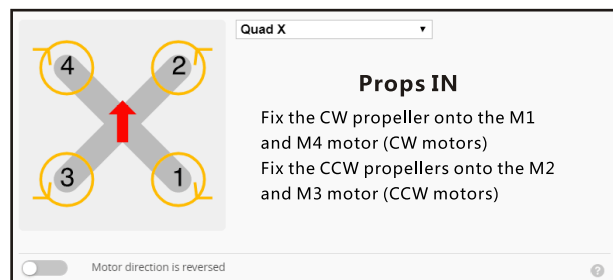 Quad X
4 2
3 1
Props IN
Fix the CW propeller onto the M1
and M4 motor (CW motors)
Fix the CCW propellers onto the M2
and M3 motor (CCW motors)
Motor direction is reversed
?